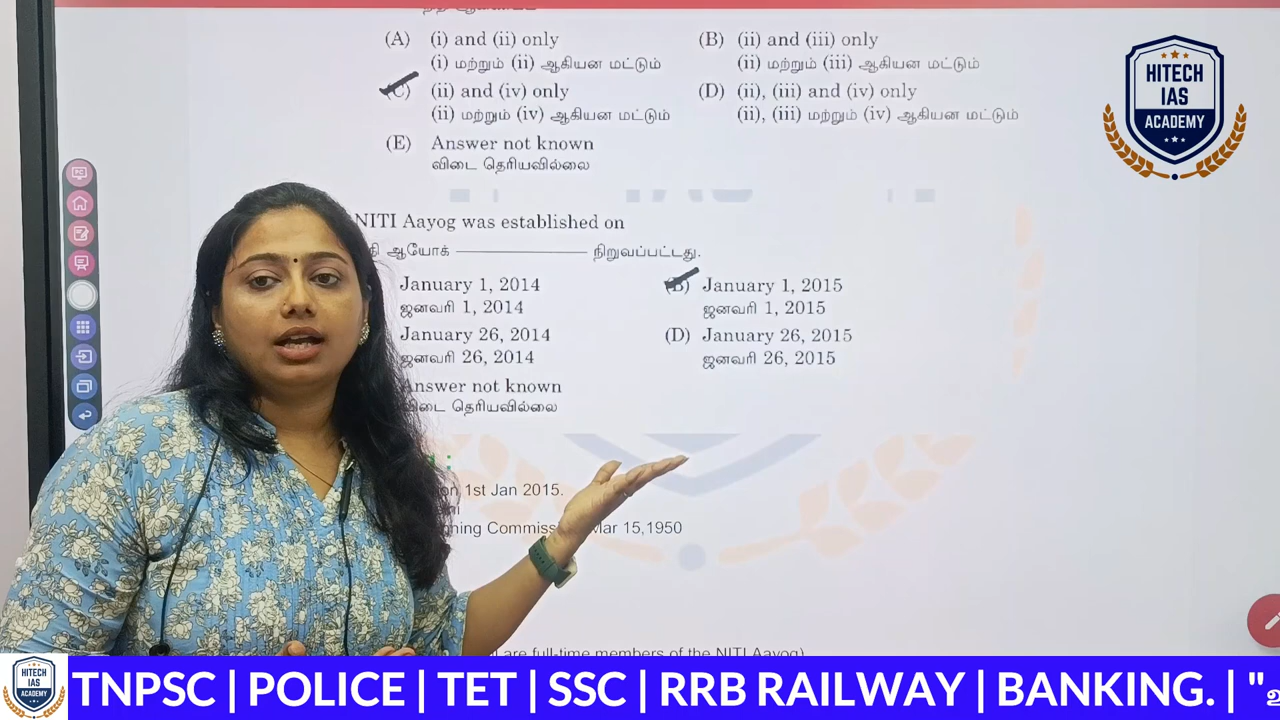 (A) (i) and (ii) only (B) (ii) and (iii) only
(i) மற்றும் (ii) ஆகியன மட்டும் (ii) மற்றும் (iii) ஆகியன மட்டும்
(C) (ii) and (iv) only (D) (ii), (iii) and (iv) only
(ii) மற்றும் (iv) ஆகியன மட்டும் (ii), (iii) மற்றும் (iv) ஆகியன மட்டும்
(E) Answer not known
விடை தெரியவில்லை
HITECH
IAS
ACADEMY
NITI Aayog was established on
ஆயோக் ——— நிறுவப்பட்டது.
January 1, 2014 (B) January 1, 2015
ஜனவரி 1, 2014 ஜனவரி 1, 2015
January 26, 2014 (D) January 26, 2015
ஜனவரி 26, 2014 ஜனவரி 26, 2015
Answer not known
விடை தெரியவில்லை
on 1st Jan 2015.
Mar 15,1950
are full-time members of the NITI Aayog)
HITECH
IAS
ACADEMY
TNPSC | POLICE | TET | SSC | RRB RAILWAY | BANKING. | "உ